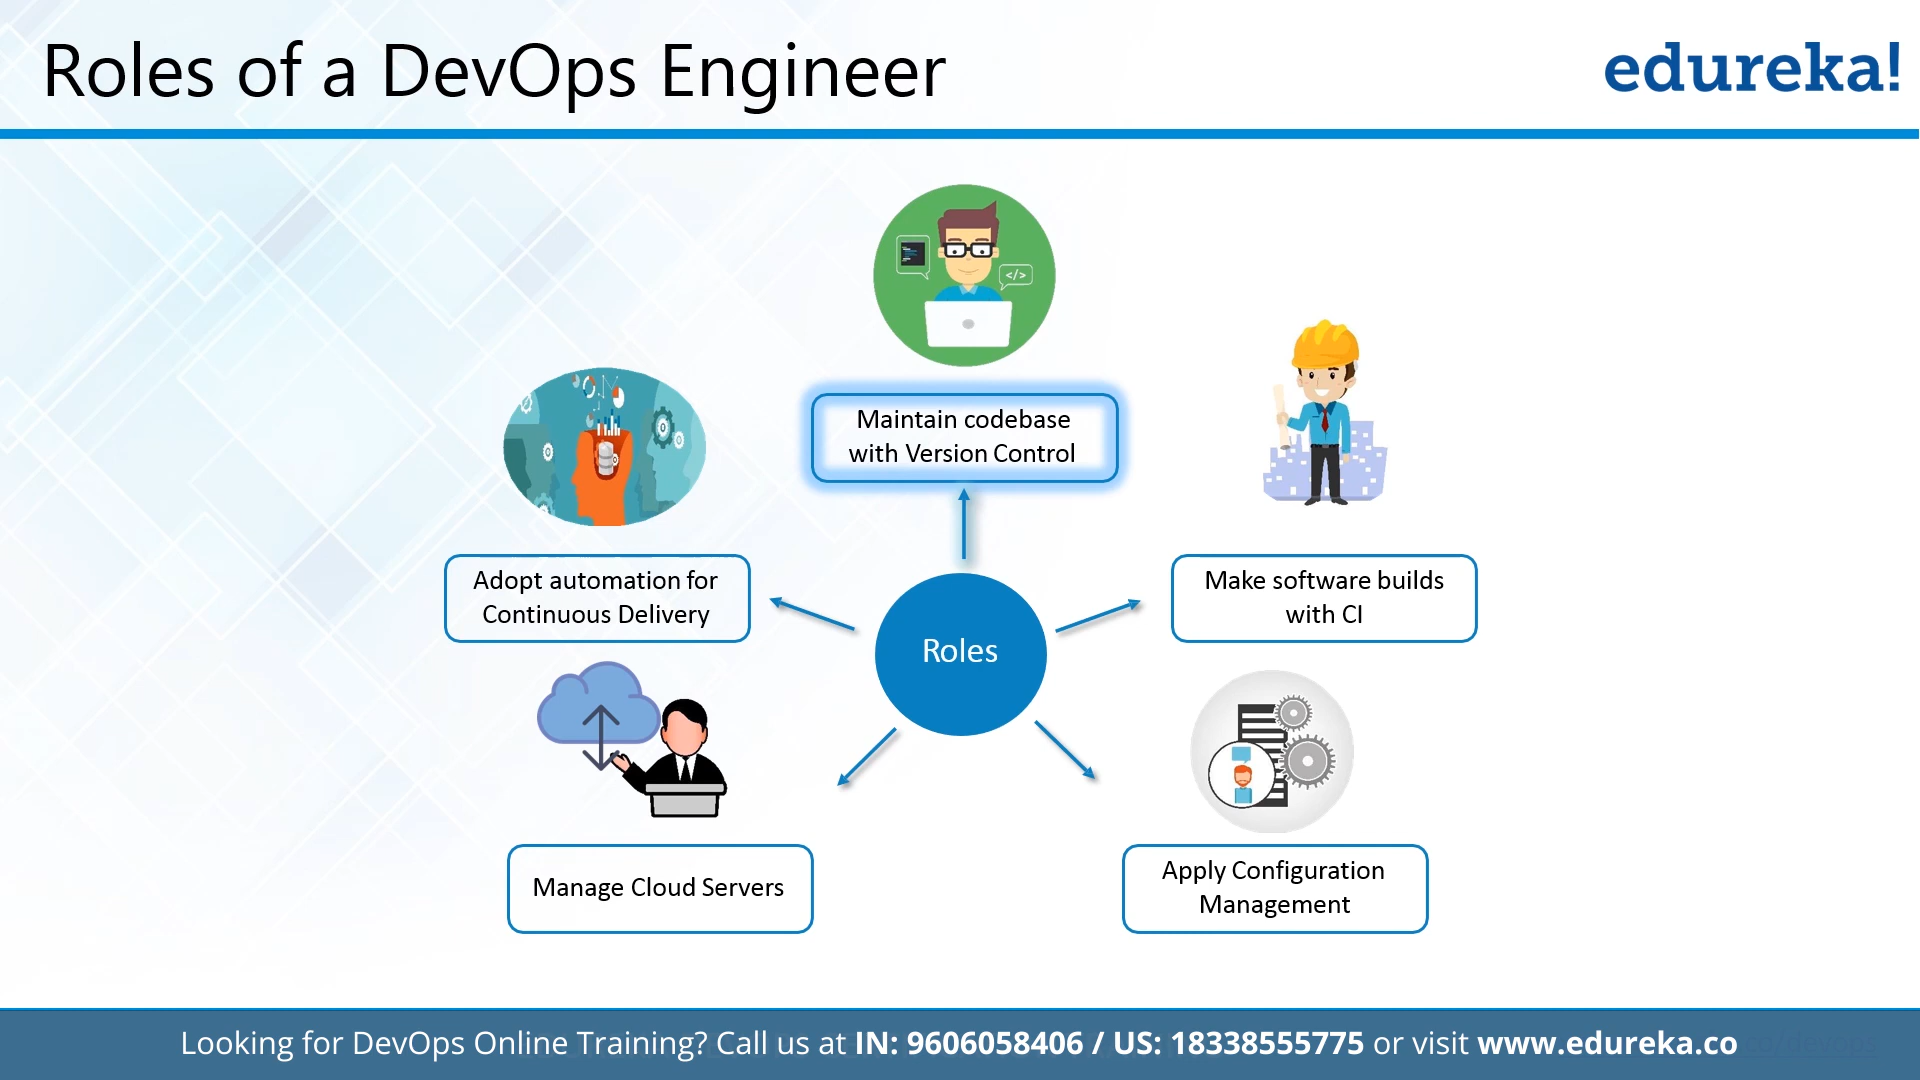 Roles of a DevOps Engineer
edureka!
</>
Maintain codebase
with Version Control
Adopt automation for
Continuous Delivery
Make software builds
with CI
Roles
Manage Cloud Servers
Apply Configuration
Management
Looking for DevOps Online Training? Call us at IN: 9606058406 / US: 18338555775 or visit www.edureka.co